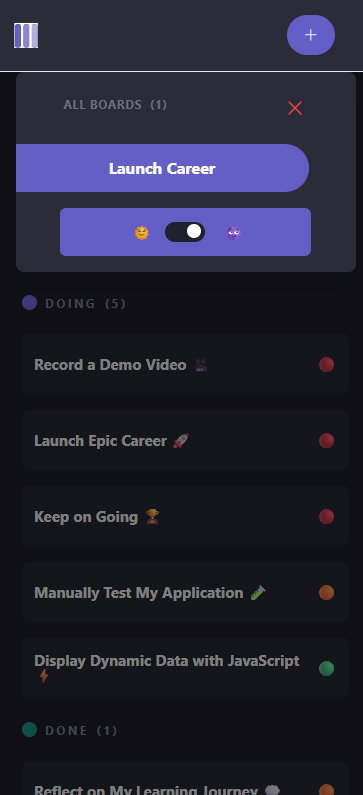 +
ALL BOARDS (1)
Launch Career
DOING (5)
Record a Demo Video 🎥
Launch Epic Career 🚀
Keep on Going 🏆
Manually Test My Application 🧪
Display Dynamic Data with JavaScript
⚡
DONE (1)
Reflect on My Learning Journey 💭